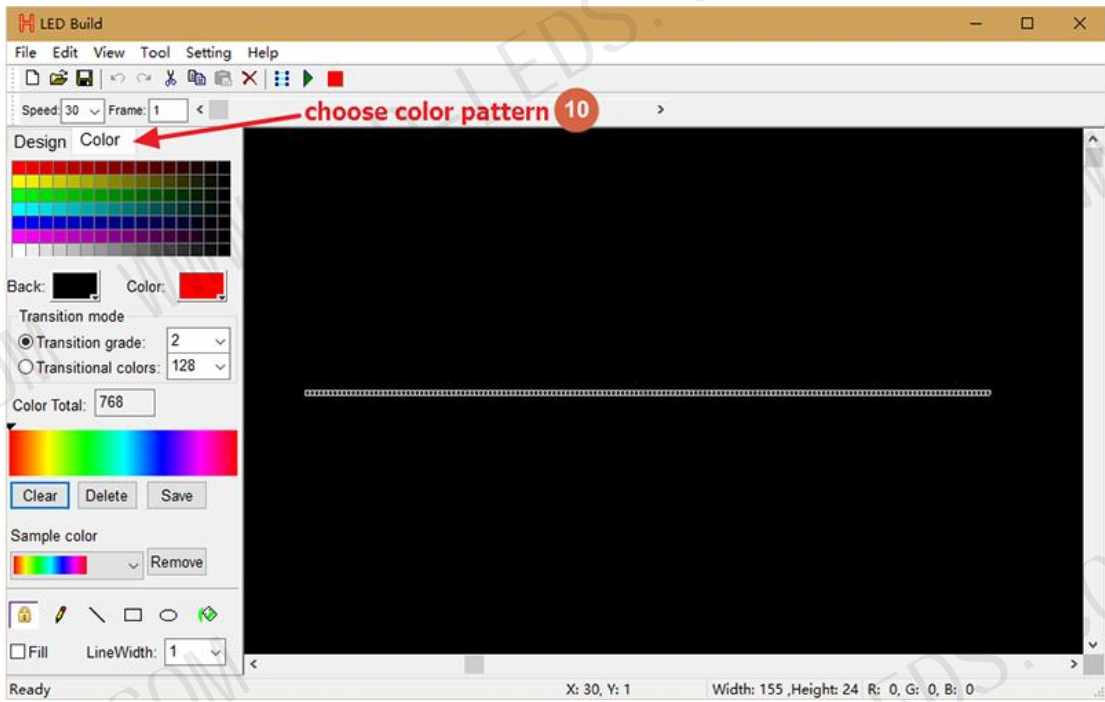 LED Build
File Edit View Tool Setting Help
Speed: 30 Frame: 1
choose color pattern 10
Design Color
Back: Color:
Transition mode
Transition grade: 2
Transitional colors: 128
Color Total: 768
Clear Delete Save
Sample color
Remove
Fill LineWidth: 1
Ready X: 30, Y: 1 Width: 155 ,Height: 24 R: 0, G: 0, B: 0